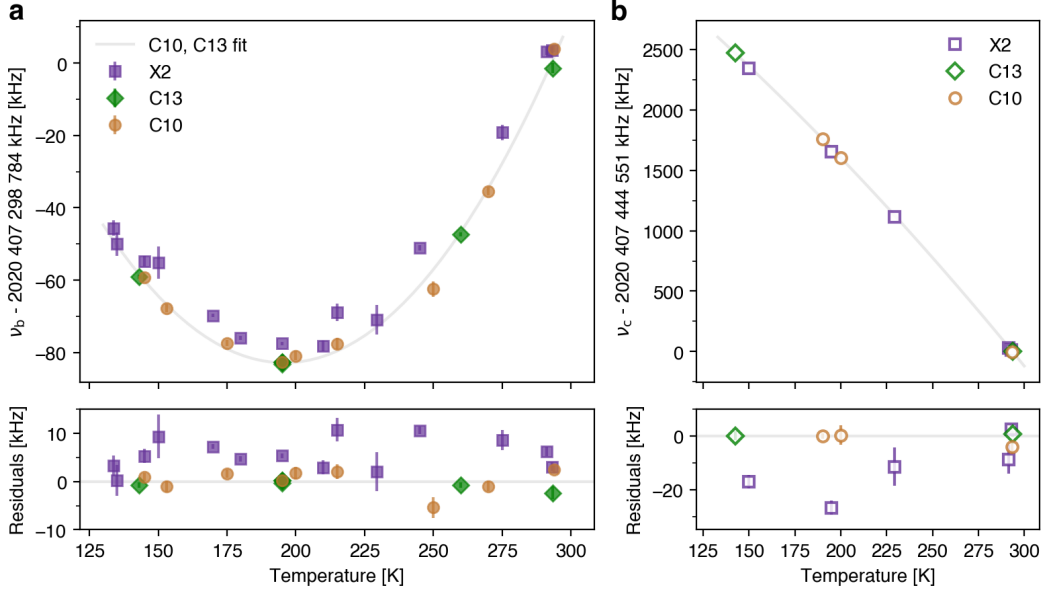 a
ν_b - 2020 407 298 784 kHz [kHz]
0
−20
−40
−60
−80
C10, C13 fit
X2
C13
C10
Residuals [kHz]
10
0
−10
125 150 175 200 225 250 275 300
Temperature [K]
b
ν_c - 2020 407 444 551 kHz [kHz]
2500
2000
1500
1000
500
0
X2
C13
C10
Residuals [kHz]
0
−20
125 150 175 200 225 250 275 300
Temperature [K]